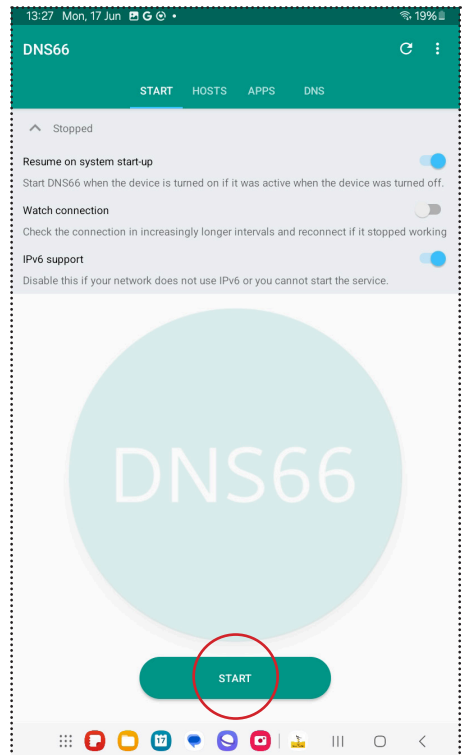 13:27 Mon, 17 Jun G 19%
DNS66
START HOSTS APPS DNS
Stopped
Resume on system start-up
Start DNS66 when the device is turned on if it was active when the device was turned off.
Watch connection
Check the connection in increasingly longer intervals and reconnect if it stopped working
IPv6 support
Disable this if your network does not use IPv6 or you cannot start the service.
DNS66
START
17